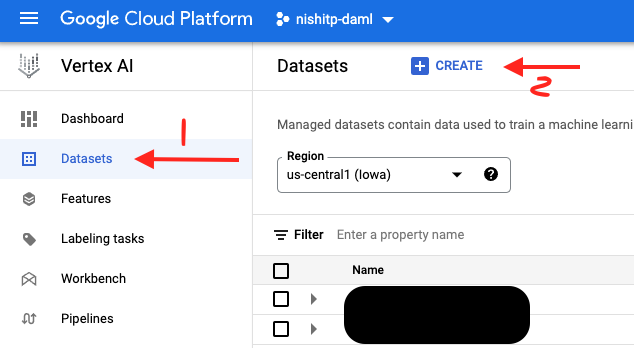 Google Cloud Platform nishitp-daml
Vertex AI
Datasets CREATE
2
Dashboard
1
Managed datasets contain data used to train a machine learni
Datasets
Region
us-central1 (Iowa) ?
Features
Labeling tasks
Filter Enter a property name
Name
Workbench
Pipelines